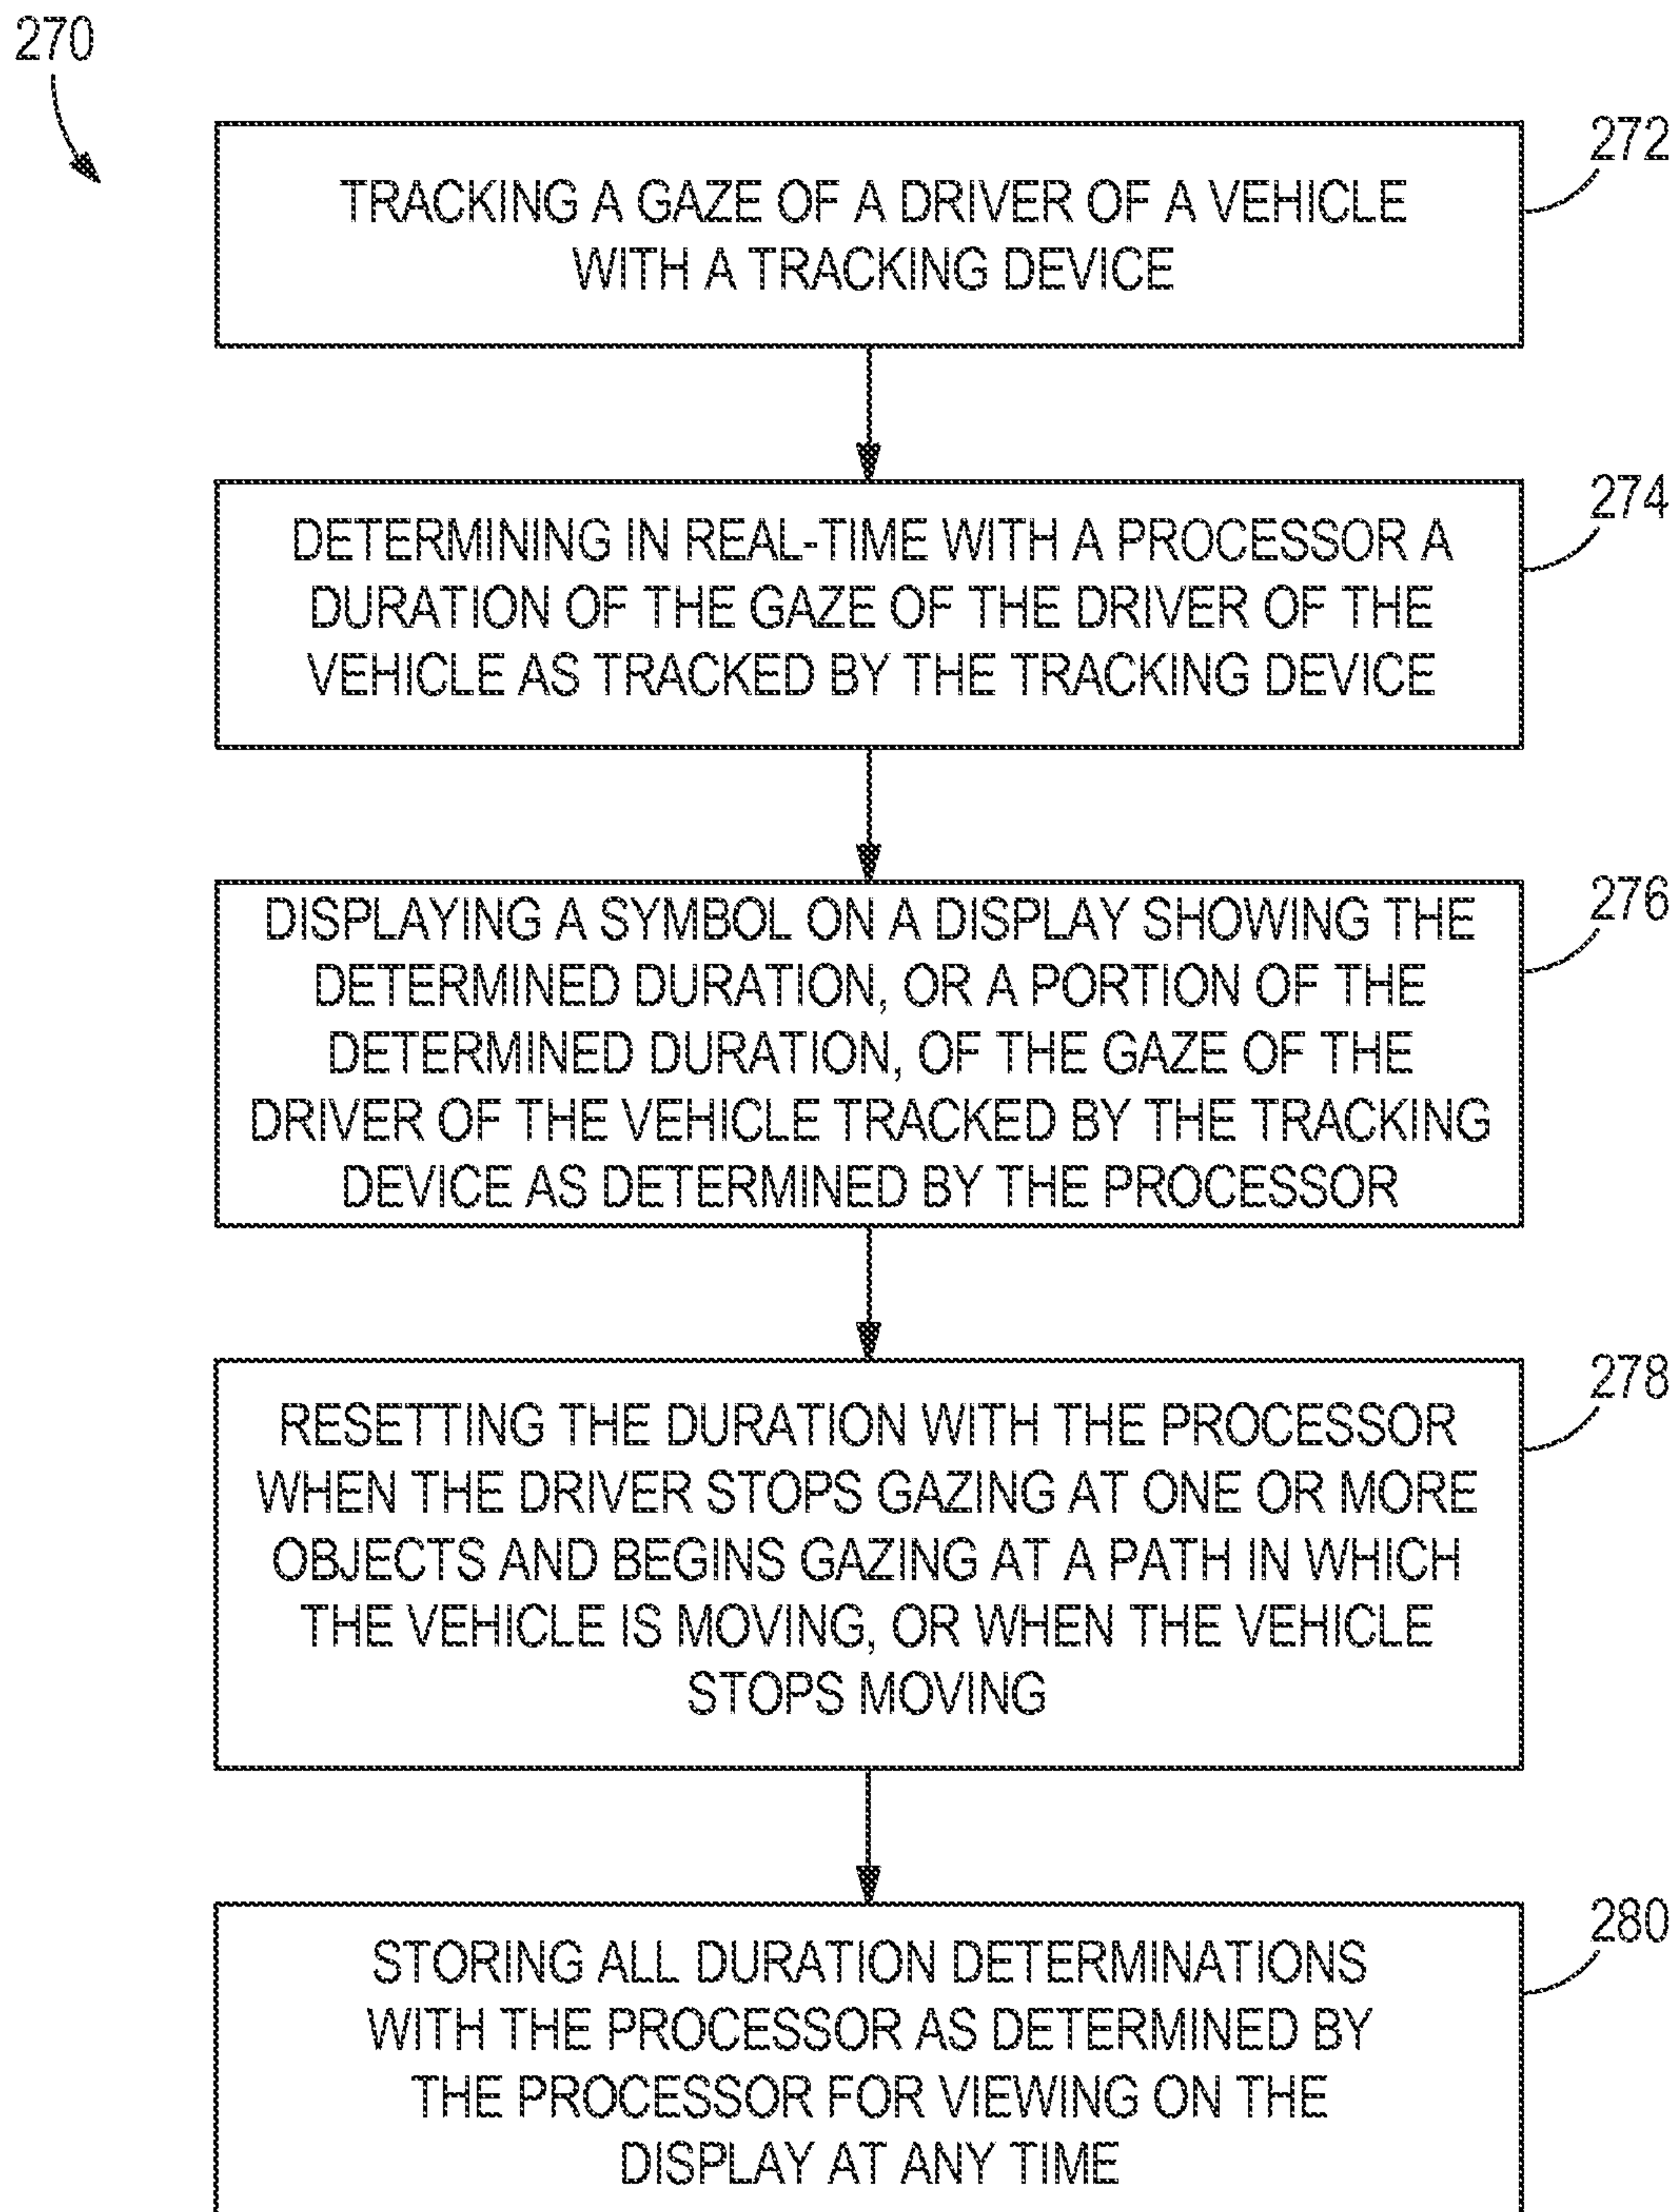 270
272
TRACKING A GAZE OF A DRIVER OF A VEHICLE
WITH A TRACKING DEVICE
274
DETERMINING IN REAL-TIME WITH A PROCESSOR A
DURATION OF THE GAZE OF THE DRIVER OF THE
VEHICLE AS TRACKED BY THE TRACKING DEVICE
276
DISPLAYING A SYMBOL ON A DISPLAY SHOWING THE
DETERMINED DURATION, OR A PORTION OF THE
DETERMINED DURATION, OF THE GAZE OF THE
DRIVER OF THE VEHICLE TRACKED BY THE TRACKING
DEVICE AS DETERMINED BY THE PROCESSOR
278
RESETTING THE DURATION WITH THE PROCESSOR
WHEN THE DRIVER STOPS GAZING AT ONE OR MORE
OBJECTS AND BEGINS GAZING AT A PATH IN WHICH
THE VEHICLE IS MOVING, OR WHEN THE VEHICLE
STOPS MOVING
280
STORING ALL DURATION DETERMINATIONS
WITH THE PROCESSOR AS DETERMINED BY
THE PROCESSOR FOR VIEWING ON THE
DISPLAY AT ANY TIME